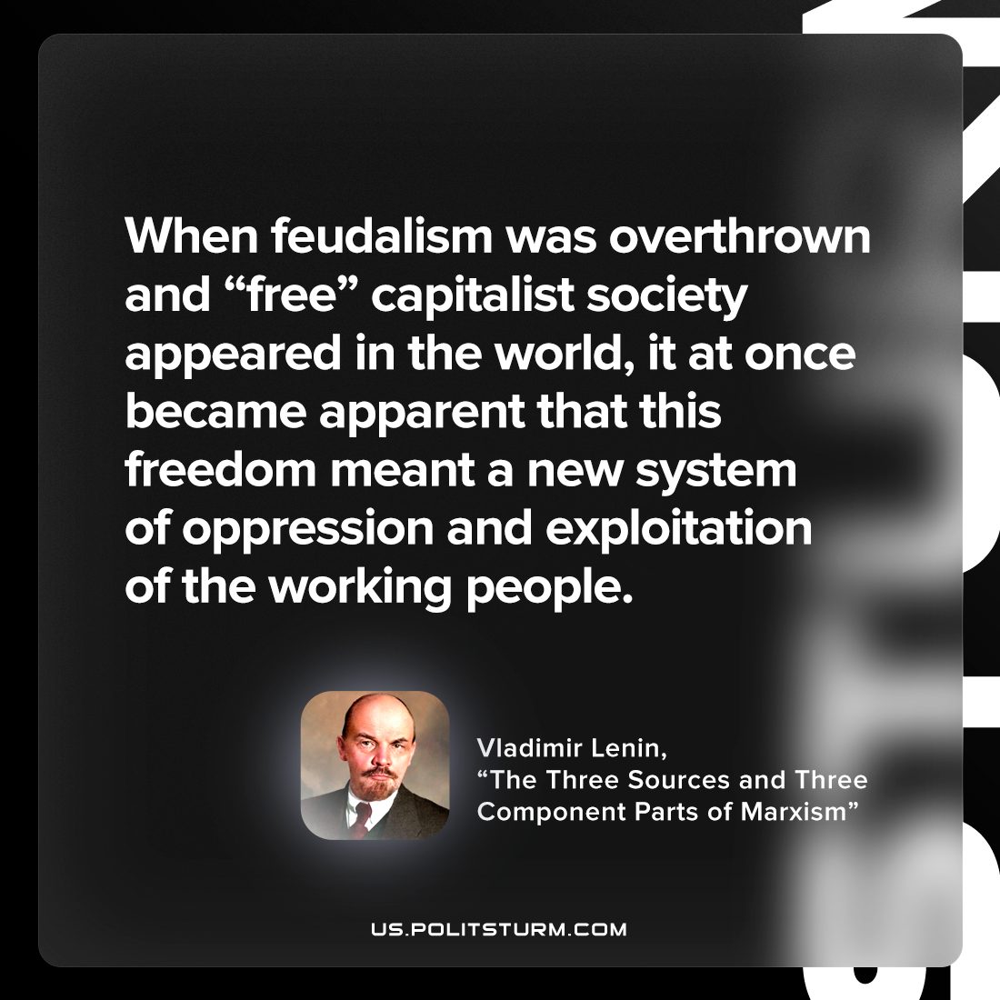 When feudalism was overthrown
and “free” capitalist society
appeared in the world, it at once
became apparent that this
freedom meant a new system
of oppression and exploitation
of the working people.
Vladimir Lenin,
“The Three Sources and Three
Component Parts of Marxism”
US.POLITSTURM.COM